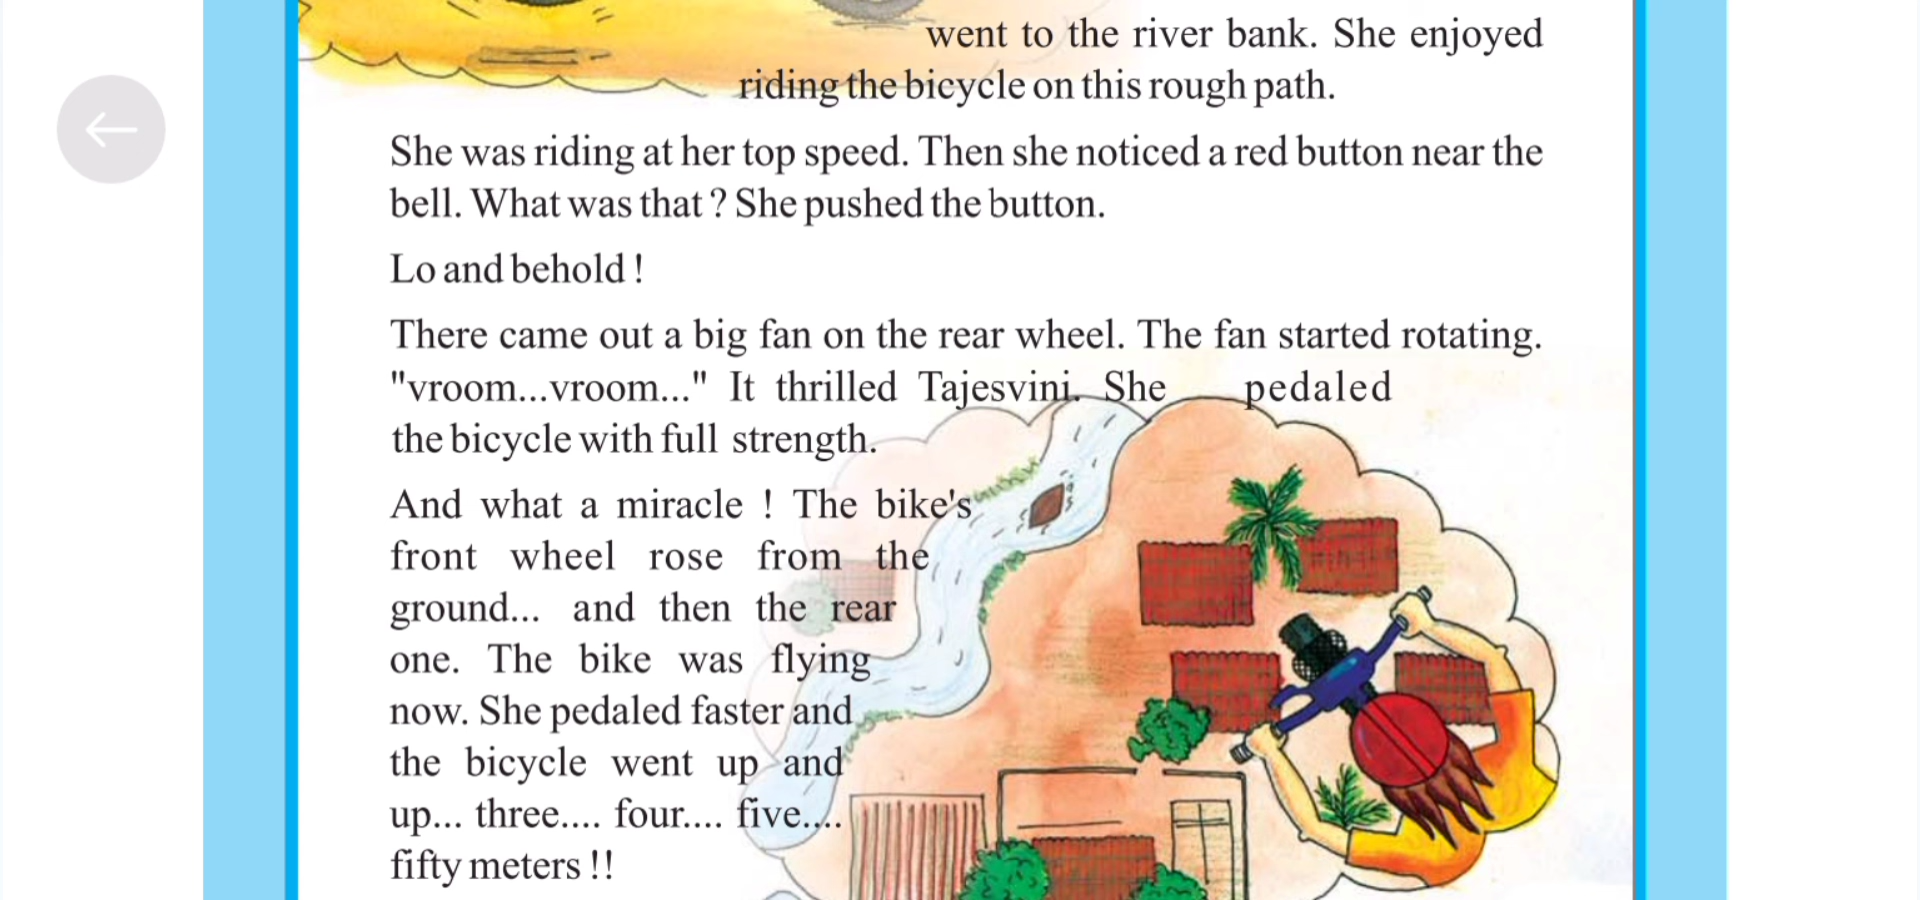 went to the river bank. She enjoyed
riding the bicycle on this rough path.
She was riding at her top speed. Then she noticed a red button near the
bell. What was that ? She pushed the button.
Lo and behold !
There came out a big fan on the rear wheel. The fan started rotating.
"vroom...vroom..." It thrilled Tajesvini. She pedaled
the bicycle with full strength.
And what a miracle ! The bike's
front wheel rose from the
ground... and then the rear
one. The bike was flying
now. She pedaled faster and
the bicycle went up and
up... three.... four.... five....
fifty meters !!